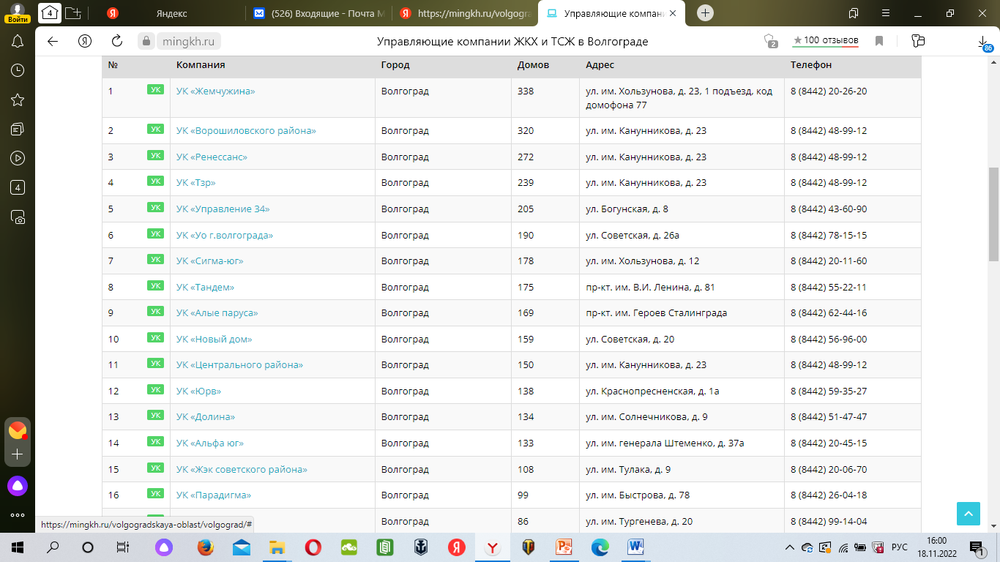 Войти
4
Яндекс
(526) Входящие - Почта M
https://mingkh.ru/volgogra
Управляющие компани
mingkh.ru
Управляющие компании ЖКХ и ТСЖ в Волгограде
2
★100 отзывов
86
№ Компания Город Домов Адрес Телефон
1 УК УК «Жемчужина» Волгоград 338 ул. им. Хользунова, д. 23, 1 подъезд, код домофона 77 8 (8442) 20-26-20
2 УК УК «Ворошиловского района» Волгоград 320 ул. им. Канунникова, д. 23 8 (8442) 48-99-12
3 УК УК «Ренессанс» Волгоград 272 ул. им. Канунникова, д. 23 8 (8442) 48-99-12
4 УК УК «Тзр» Волгоград 239 ул. им. Канунникова, д. 23 8 (8442) 48-99-12
5 УК УК «Управление 34» Волгоград 205 ул. Богунская, д. 8 8 (8442) 43-60-90
6 УК УК «Уо г.волгограда» Волгоград 190 ул. Советская, д. 26а 8 (8442) 78-15-15
7 УК УК «Сигма-юг» Волгоград 178 ул. им. Хользунова, д. 12 8 (8442) 20-11-60
8 УК УК «Тандем» Волгоград 175 пр-кт. им. В.И. Ленина, д. 81 8 (8442) 55-22-11
9 УК УК «Алые паруса» Волгоград 169 пр-кт. им. Героев Сталинграда 8 (8442) 62-44-16
10 УК УК «Новый дом» Волгоград 159 ул. Советская, д. 20 8 (8442) 56-96-00
11 УК УК «Центрального района» Волгоград 150 ул. им. Канунникова, д. 23 8 (8442) 48-99-12
12 УК УК «Юрв» Волгоград 138 ул. Краснопресненская, д. 1а 8 (8442) 59-35-27
13 УК УК «Долина» Волгоград 134 ул. им. Солнечникова, д. 9 8 (8442) 51-47-47
14 УК УК «Альфа юг» Волгоград 133 ул. им. генерала Штеменко, д. 37а 8 (8442) 20-45-15
15 УК УК «Жэк советского района» Волгоград 108 ул. им. Тулака, д. 9 8 (8442) 20-06-70
16 УК УК «Парадигма» Волгоград 99 ул. им. Быстрова, д. 78 8 (8442) 26-04-18
Волгоград 86 ул. им. Тургенева, д. 20 8 (8442) 99-14-04
https://mingkh.ru/volgogradskaya-oblast/volgograd/#
4
РУС
16:00
18.11.2022
1